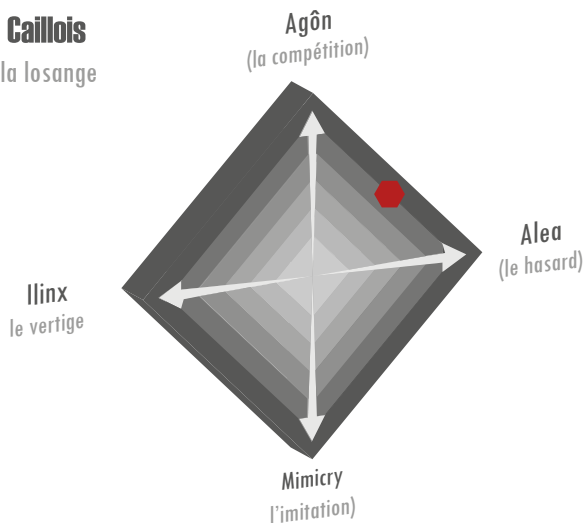 Caillois
la losange
Agôn
(la compétition)
Alea
(le hasard)
Ilinx
le vertige
Mimicry
l'imitation)